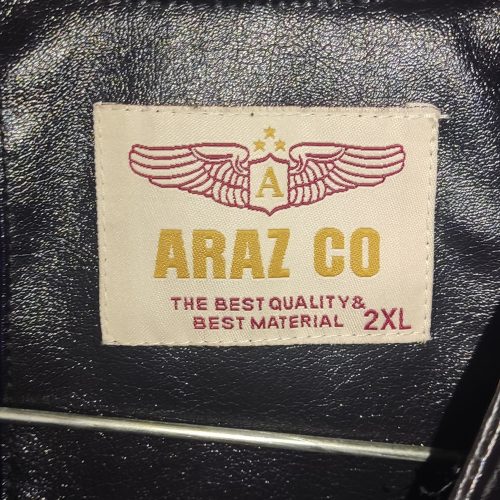 A
ARAZ CO
THE BEST QUALITY &
BEST MATERIAL 2XL